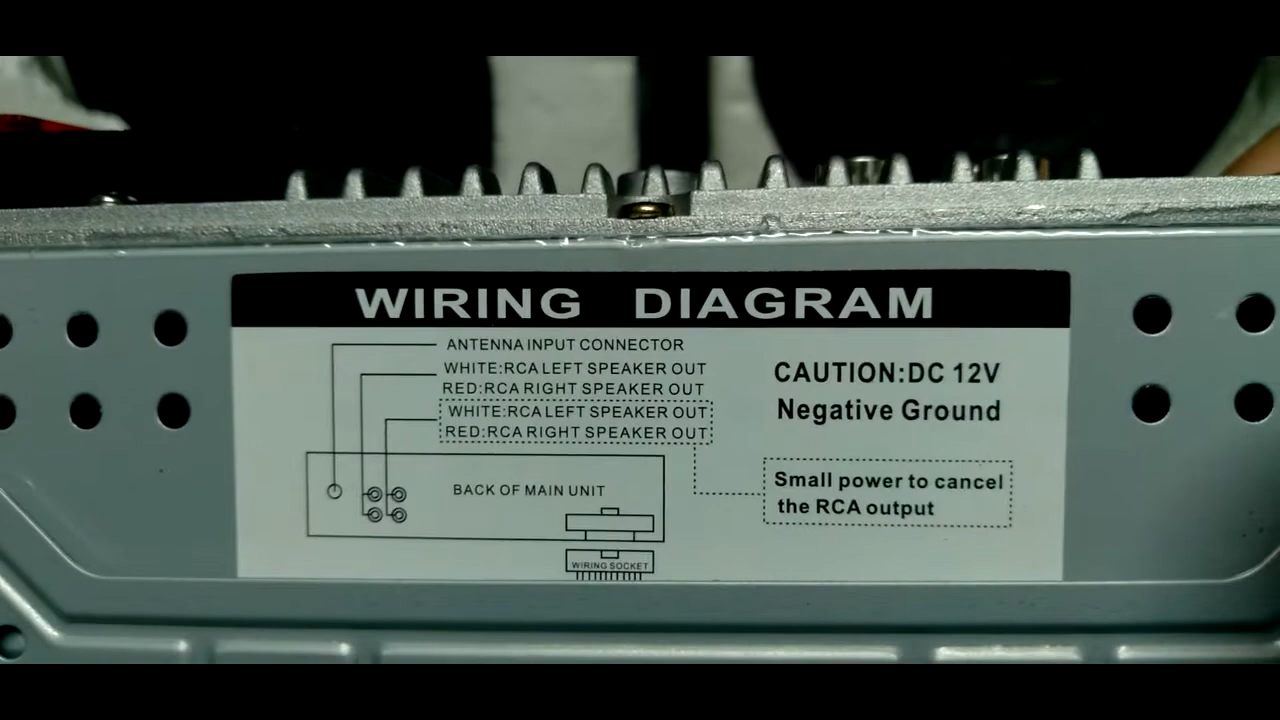 WIRING DIAGRAM
ANTENNA INPUT CONNECTOR
WHITE:RCA LEFT SPEAKER OUT
RED:RCA RIGHT SPEAKER OUT
WHITE:RCA LEFT SPEAKER OUT
RED:RCA RIGHT SPEAKER OUT
CAUTION:DC 12V
Negative Ground
Small power to cancel
the RCA output
BACK OF MAIN UNIT
WIRING SOCKET